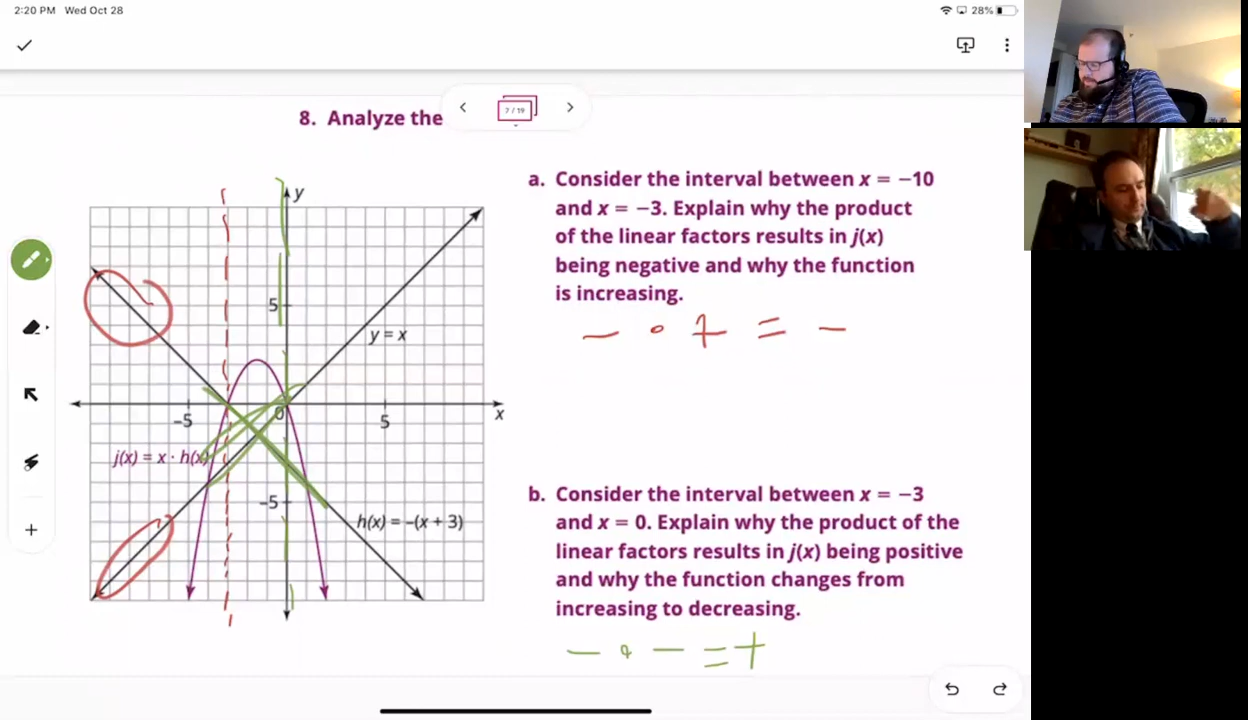 2:20 PM Wed Oct 28
28%
7 / 19
8. Analyze the
y
5
y = x
-5
0
5
x
j(x) = x · h(x)
-5
h(x) = -(x + 3)
a. Consider the interval between x = −10
and x = −3. Explain why the product
of the linear factors results in j(x)
being negative and why the function
is increasing.
− · + = −
b. Consider the interval between x = −3
and x = 0. Explain why the product of the
linear factors results in j(x) being positive
and why the function changes from
increasing to decreasing.
− · − = +